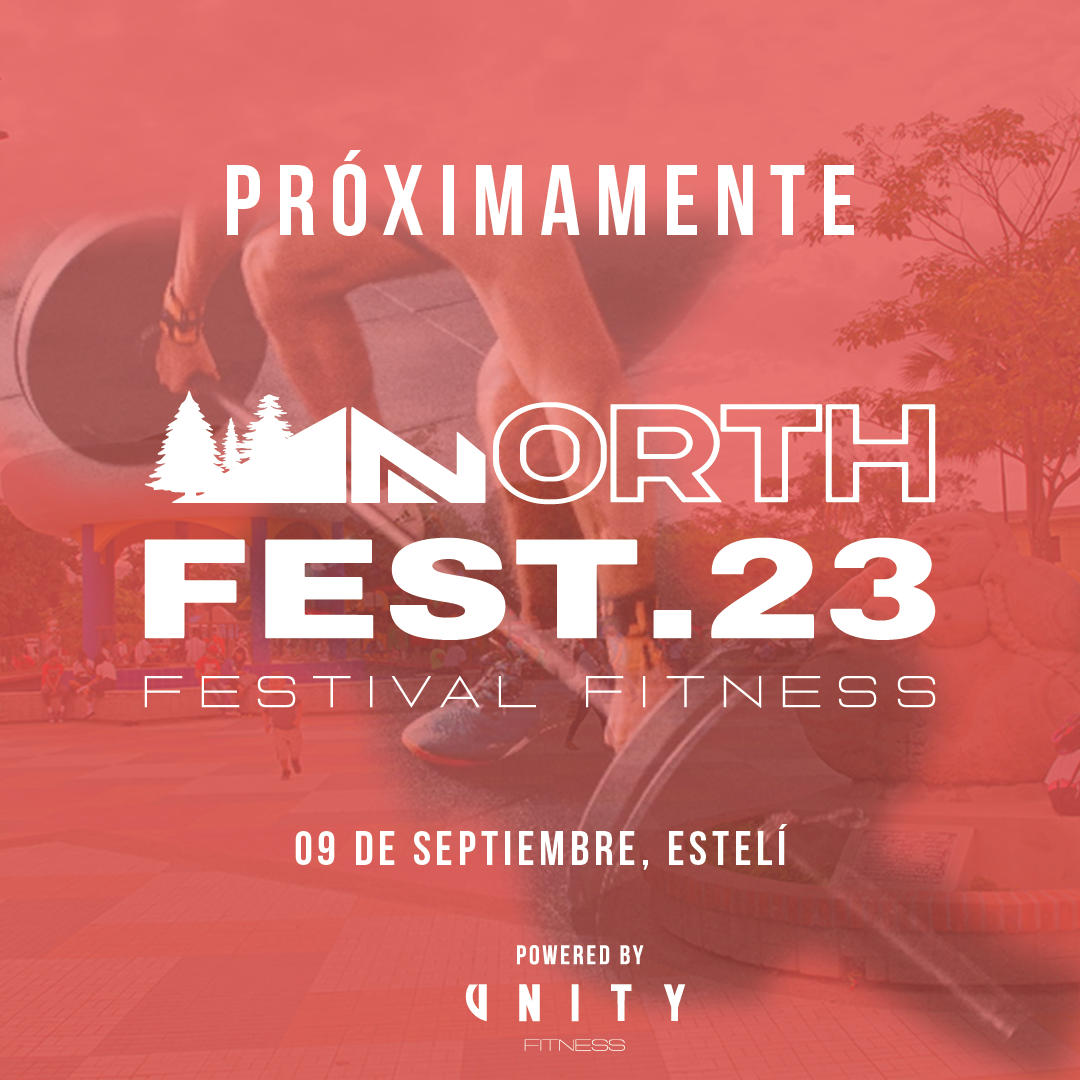 PRÓXIMAMENTE
NORTH
FEST.23
FESTIVAL FITNESS
09 DE SEPTIEMBRE, ESTELÍ
POWERED BY
UNITY
FITNESS